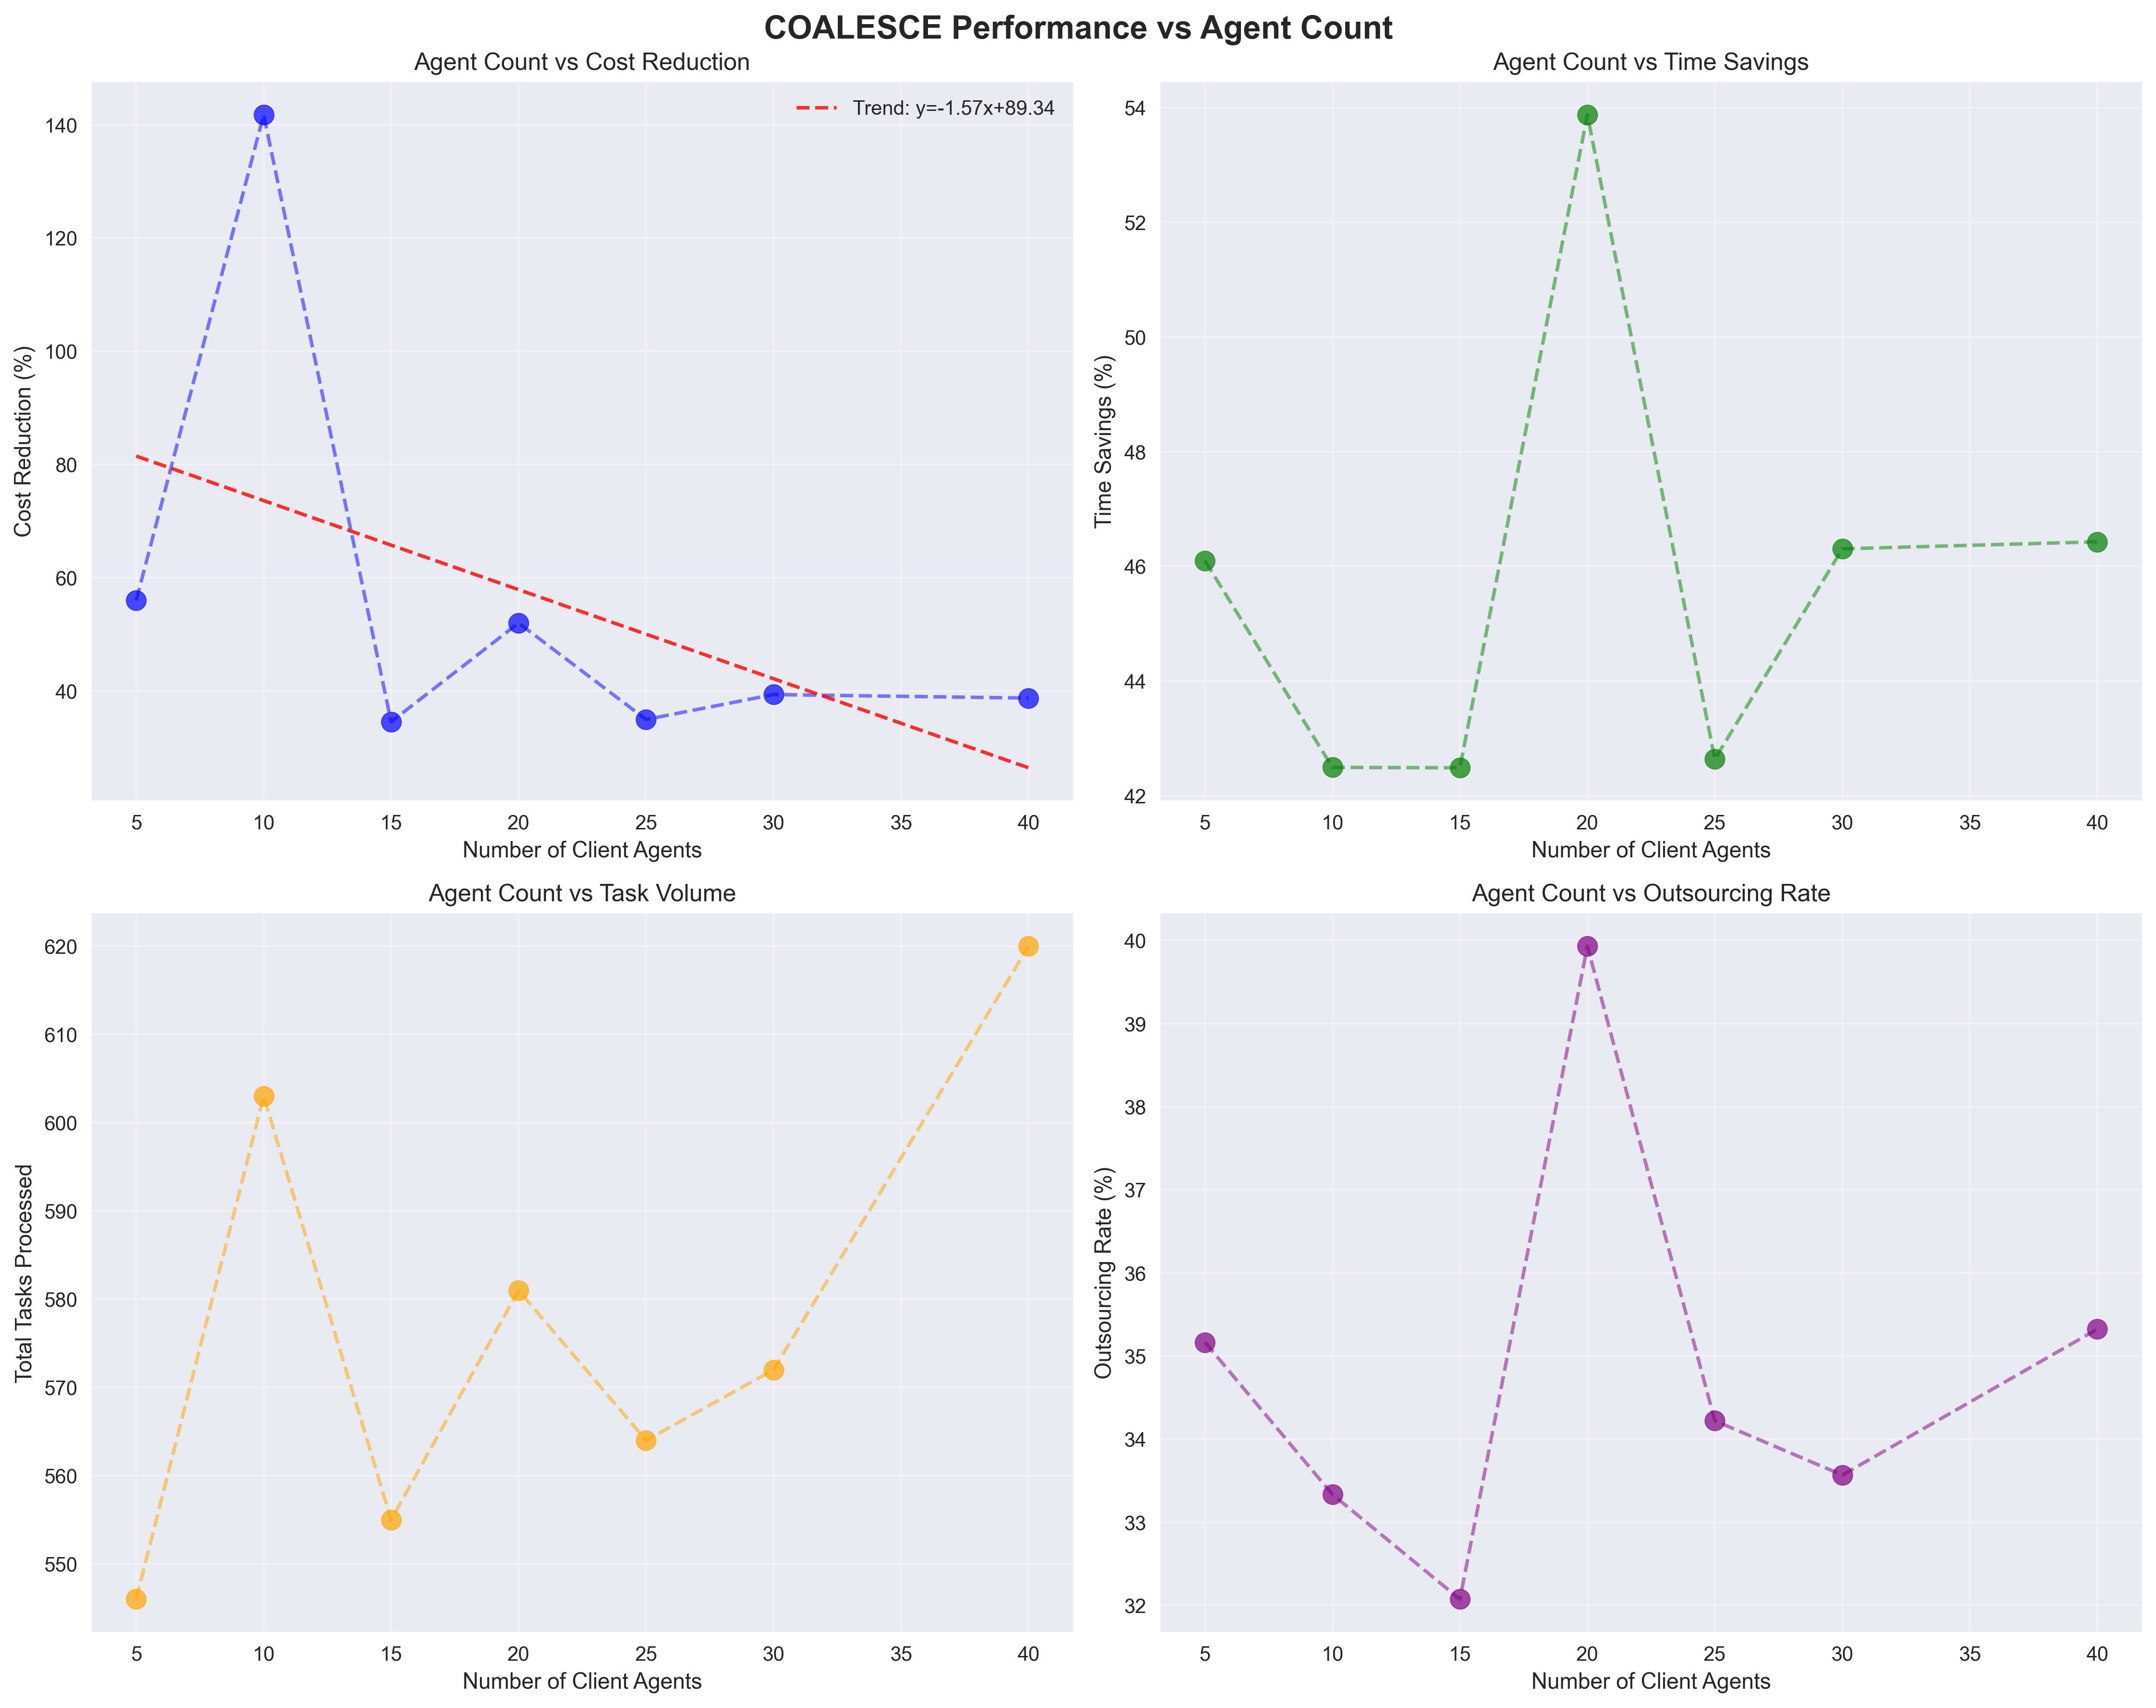 COALESCE Performance vs Agent Count
Agent Count vs Cost Reduction
Trend: y=-1.57x+89.34
Cost Reduction (%)
140
120
100
80
60
40
5 10 15 20 25 30 35 40
Number of Client Agents
Agent Count vs Time Savings
Time Savings (%)
54
52
50
48
46
44
42
5 10 15 20 25 30 35 40
Number of Client Agents
Agent Count vs Task Volume
Total Tasks Processed
620
610
600
590
580
570
560
550
5 10 15 20 25 30 35 40
Number of Client Agents
Agent Count vs Outsourcing Rate
Outsourcing Rate (%)
40
39
38
37
36
35
34
33
32
5 10 15 20 25 30 35 40
Number of Client Agents